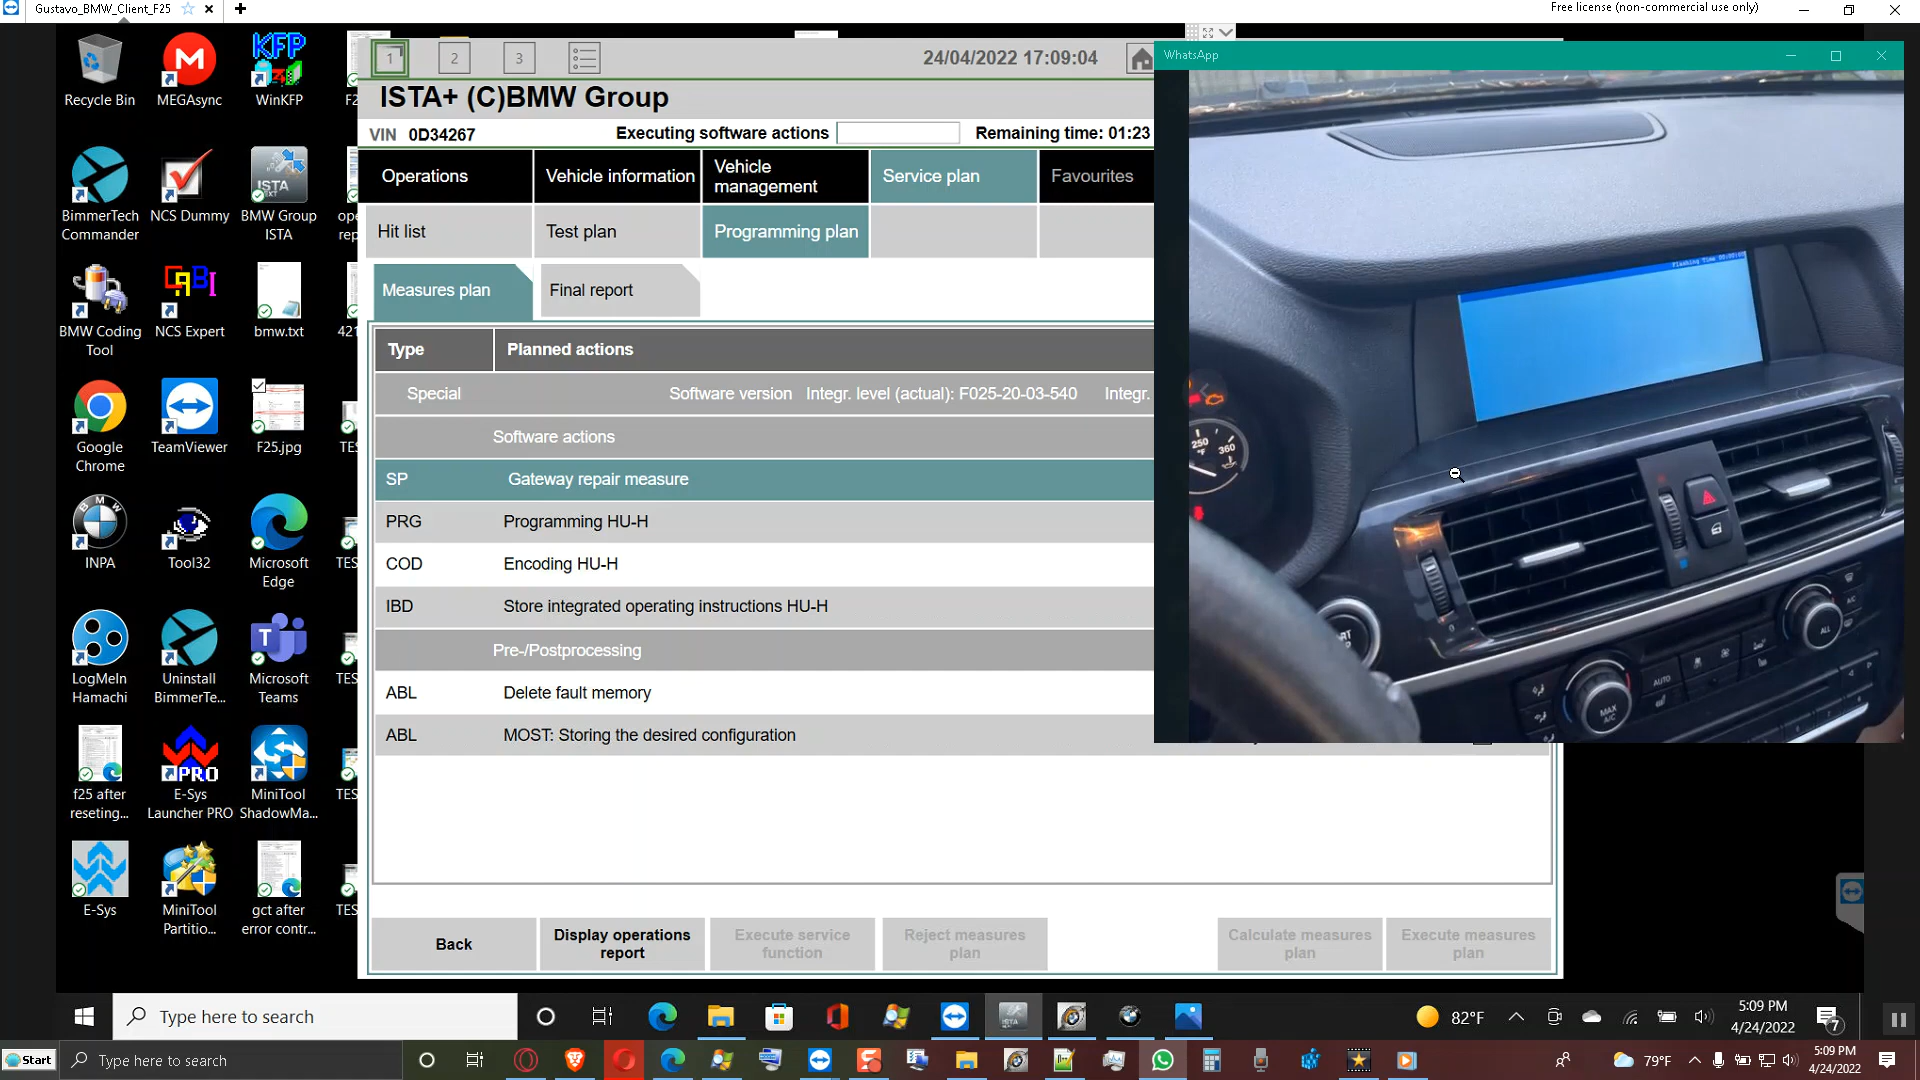 Gustavo_BMW_Client_F25
Free license (non-commercial use only)
Recycle Bin
MEGAsync
WinKFP
BimmerTech
Commander
NCS Dummy
BMW Group
ISTA
BMW Coding
Tool
NCS Expert
bmw.txt
Google
Chrome
TeamViewer
F25.jpg
INPA
Tool32
Microsoft
Edge
LogMeIn
Hamachi
Uninstall
BimmerTe...
Microsoft
Teams
f25 after
reseting...
E-Sys
Launcher PRO
MiniTool
ShadowMa...
E-Sys
MiniTool
Partitio...
gct after
error contr...
1 2 3
24/04/2022 17:09:04
ISTA+ (C)BMW Group
VIN 0D34267
Executing software actions
Remaining time: 01:23
Operations
Vehicle information
Vehicle
management
Service plan
Favourites
Hit list
Test plan
Programming plan
Measures plan
Final report
Type
Planned actions
Special
Software version
Integr. level (actual): F025-20-03-540
Integr.
Software actions
SP
Gateway repair measure
PRG
Programming HU-H
COD
Encoding HU-H
IBD
Store integrated operating instructions HU-H
Pre-/Postprocessing
ABL
Delete fault memory
ABL
MOST: Storing the desired configuration
Back
Display operations
report
Execute service
function
Reject measures
plan
Calculate measures
plan
Execute measures
plan
WhatsApp
250
°F
360
MAX
A/C
AUTO
ALL
A/C
Type here to search
82°F
5:09 PM
4/24/2022
7
Start
Type here to search
79°F
5:09 PM
4/24/2022